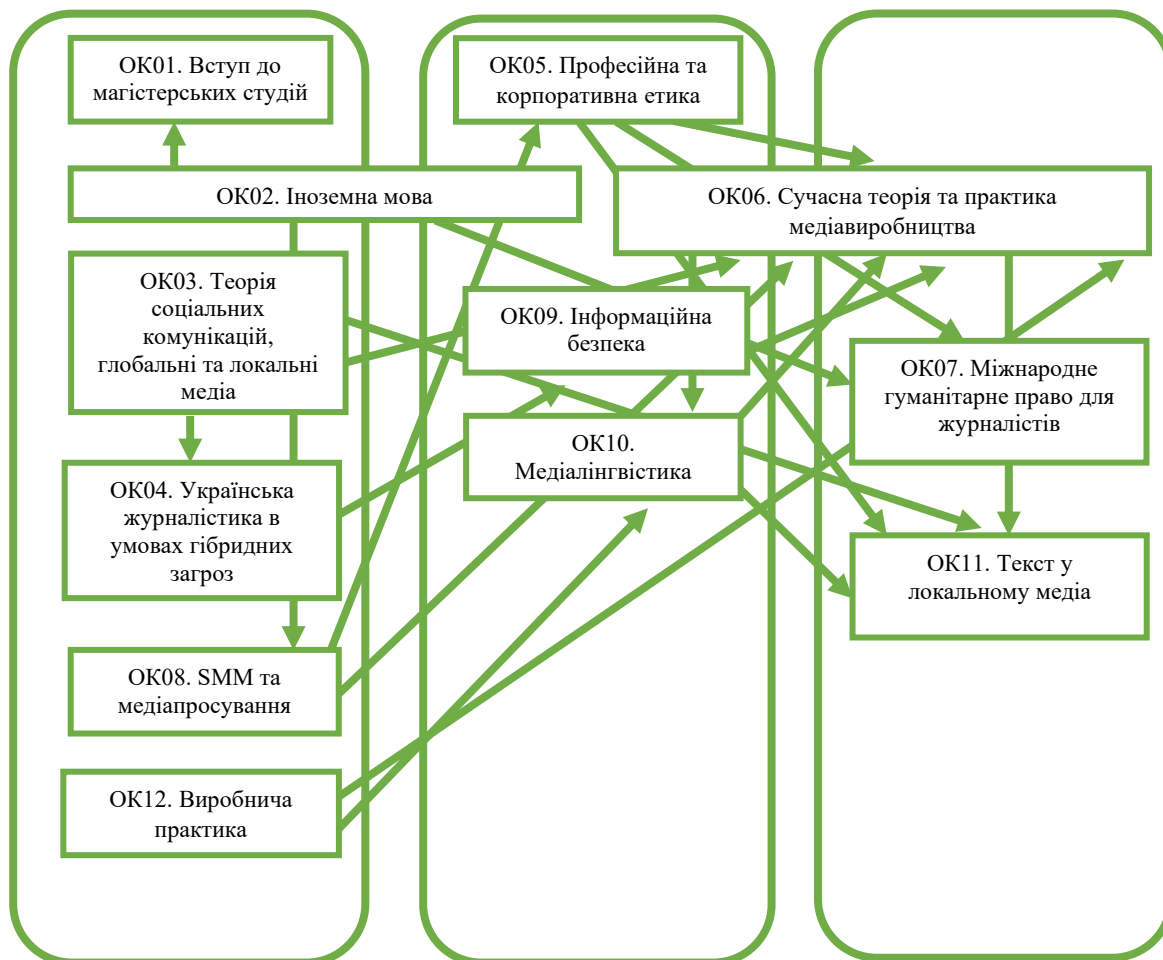 ОК01. Вступ до
магістерських студій
ОК02. Іноземна мова
ОК03. Теорія
соціальних
комунікацій,
глобальні та локальні
медіа
ОК04. Українська
журналістика в
умовах гібридних
загроз
ОК08. SMM та
медіапросування
ОК12. Виробнича
практика
ОК05. Професійна та
корпоративна етика
ОК06. Сучасна теорія та практика
медіавиробництва
ОК09. Інформаційна
безпека
ОК10.
Медіалінгвістика
ОК07. Міжнародне
гуманітарне право для
журналістів
ОК11. Текст у
локальному медіа